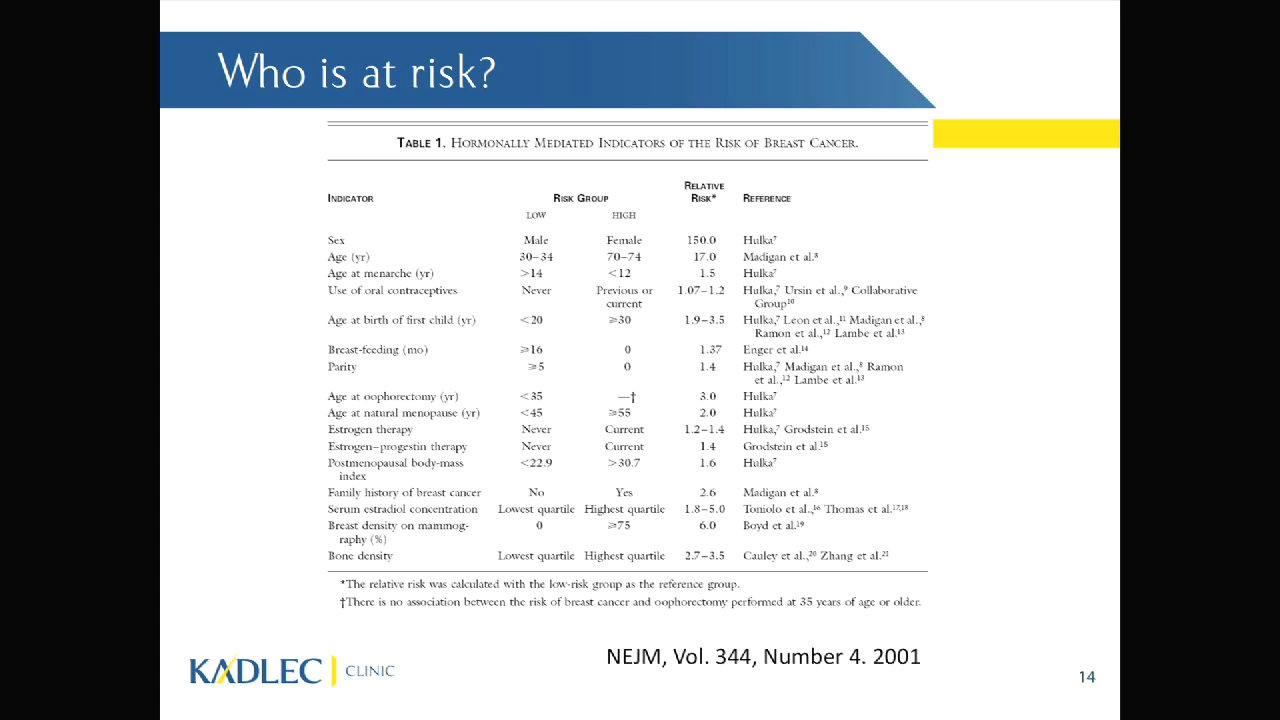 Who is at risk?
TABLE 1. HORMONALLY MEDIATED INDICATORS OF THE RISK OF BREAST CANCER.
INDICATOR RISK GROUP RELATIVE RISK* REFERENCE
LOW HIGH
Sex Male Female 150.0 Hulka⁷
Age (yr) 30–34 70–74 17.0 Madigan et al.⁸
Age at menarche (yr) >14 <12 1.5 Hulka⁷
Use of oral contraceptives Never Previous or 1.07–1.2 Hulka,⁷ Ursin et al.,⁹ Collaborative
current Group¹⁰
Age at birth of first child (yr) <20 ≥30 1.9–3.5 Hulka,⁷ Leon et al.,¹¹ Madigan et al.,⁸
Ramon et al.,¹² Lambe et al.¹³
Breast-feeding (mo) ≥16 0 1.37 Enger et al.¹⁴
Parity ≥5 0 1.4 Hulka,⁷ Madigan et al.,⁸ Ramon
et al.,¹² Lambe et al.¹³
Age at oophorectomy (yr) <35 —† 3.0 Hulka⁷
Age at natural menopause (yr) <45 ≥55 2.0 Hulka⁷
Estrogen therapy Never Current 1.2–1.4 Hulka,⁷ Grodstein et al.¹⁵
Estrogen–progestin therapy Never Current 1.4 Grodstein et al.¹⁵
Postmenopausal body-mass <22.9 >30.7 1.6 Hulka⁷
index
Family history of breast cancer No Yes 2.6 Madigan et al.⁸
Serum estradiol concentration Lowest quartile Highest quartile 1.8–5.0 Toniolo et al.,¹⁶ Thomas et al.¹⁷,¹⁸
Breast density on mammog- 0 ≥75 6.0 Boyd et al.¹⁹
raphy (%)
Bone density Lowest quartile Highest quartile 2.7–3.5 Cauley et al.,²⁰ Zhang et al.²¹
*The relative risk was calculated with the low-risk group as the reference group.
†There is no association between the risk of breast cancer and oophorectomy performed at 35 years of age or older.
NEJM, Vol. 344, Number 4. 2001
KADLEC CLINIC
14